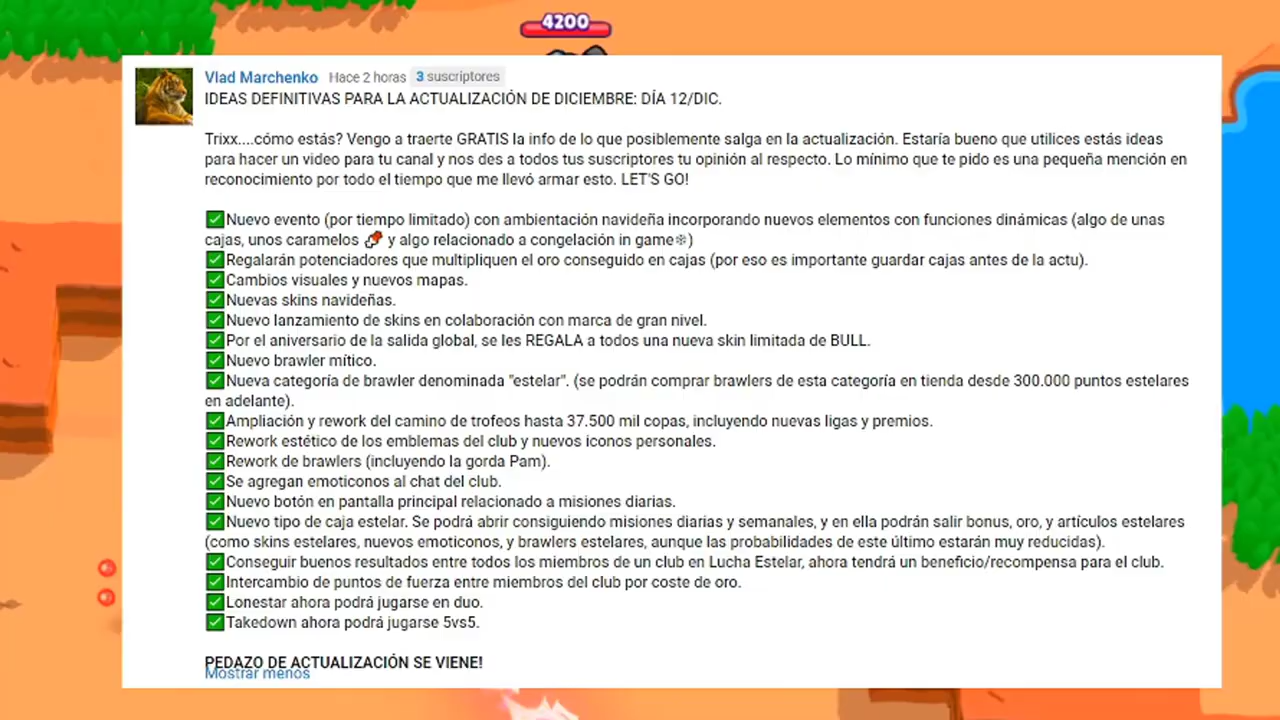 4200
Vlad Marchenko Hace 2 horas 3 suscriptores
IDEAS DEFINITIVAS PARA LA ACTUALIZACIÓN DE DICIEMBRE: DÍA 12/DIC.
Trixx....cómo estás? Vengo a traerte GRATIS la info de lo que posiblemente salga en la actualización. Estaría bueno que utilices estás ideas
para hacer un video para tu canal y nos des a todos tus suscriptores tu opinión al respecto. Lo mínimo que te pido es una pequeña mención en
reconocimiento por todo el tiempo que me llevó armar esto. LET'S GO!
✅Nuevo evento (por tiempo limitado) con ambientación navideña incorporando nuevos elementos con funciones dinámicas (algo de unas
cajas, unos caramelos 🍬 y algo relacionado a congelación in game❄)
✅Regalarán potenciadores que multipliquen el oro conseguido en cajas (por eso es importante guardar cajas antes de la actu).
✅Cambios visuales y nuevos mapas.
✅Nuevas skins navideñas.
✅Nuevo lanzamiento de skins en colaboración con marca de gran nivel.
✅Por el aniversario de la salida global, se les REGALA a todos una nueva skin limitada de BULL.
✅Nuevo brawler mítico.
✅Nueva categoría de brawler denominada "estelar". (se podrán comprar brawlers de esta categoría en tienda desde 300.000 puntos estelares
en adelante).
✅Ampliación y rework del camino de trofeos hasta 37.500 mil copas, incluyendo nuevas ligas y premios.
✅Rework estético de los emblemas del club y nuevos iconos personales.
✅Rework de brawlers (incluyendo la gorda Pam).
✅Se agregan emoticonos al chat del club.
✅Nuevo botón en pantalla principal relacionado a misiones diarias.
✅Nuevo tipo de caja estelar. Se podrá abrir consiguiendo misiones diarias y semanales, y en ella podrán salir bonus, oro, y artículos estelares
(como skins estelares, nuevos emoticonos, y brawlers estelares, aunque las probabilidades de este último estarán muy reducidas).
✅Conseguir buenos resultados entre todos los miembros de un club en Lucha Estelar, ahora tendrá un beneficio/recompensa para el club.
✅Intercambio de puntos de fuerza entre miembros del club por coste de oro.
✅Lonestar ahora podrá jugarse en duo.
✅Takedown ahora podrá jugarse 5vs5.
PEDAZO DE ACTUALIZACIÓN SE VIENE!
Mostrar menos